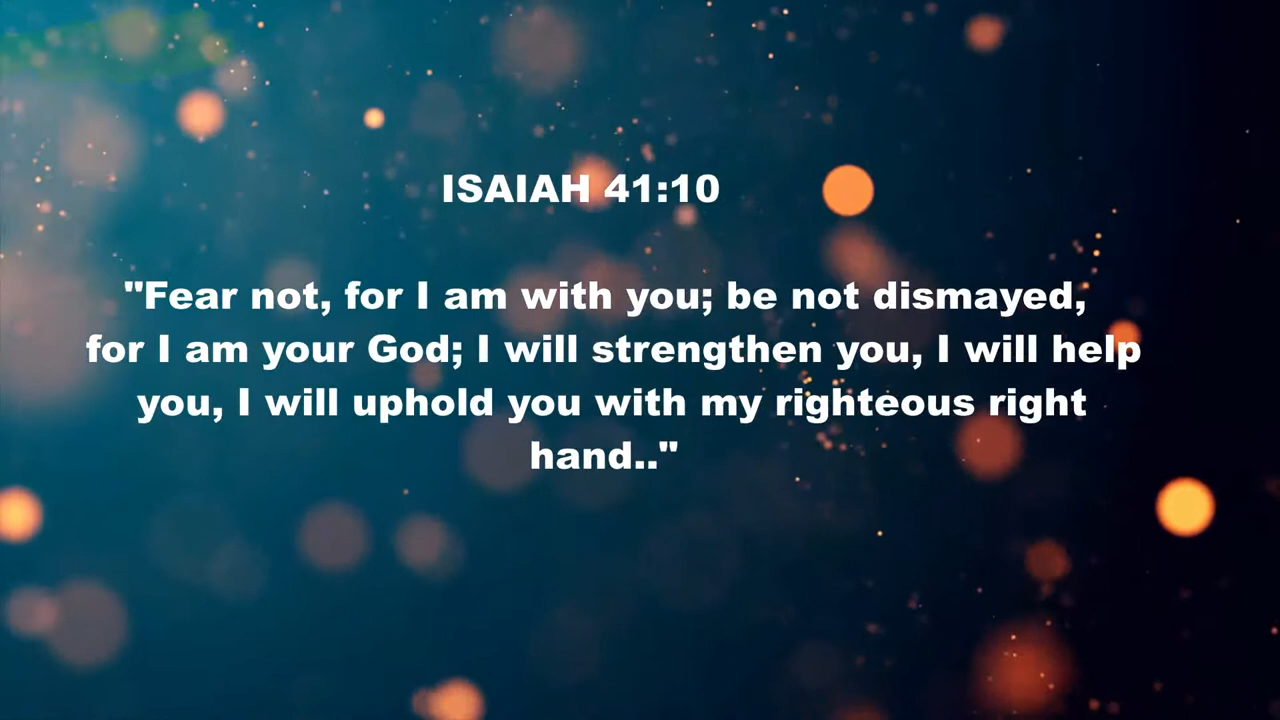 ISAIAH 41:10
"Fear not, for I am with you; be not dismayed,
for I am your God; I will strengthen you, I will help
you, I will uphold you with my righteous right
hand.."